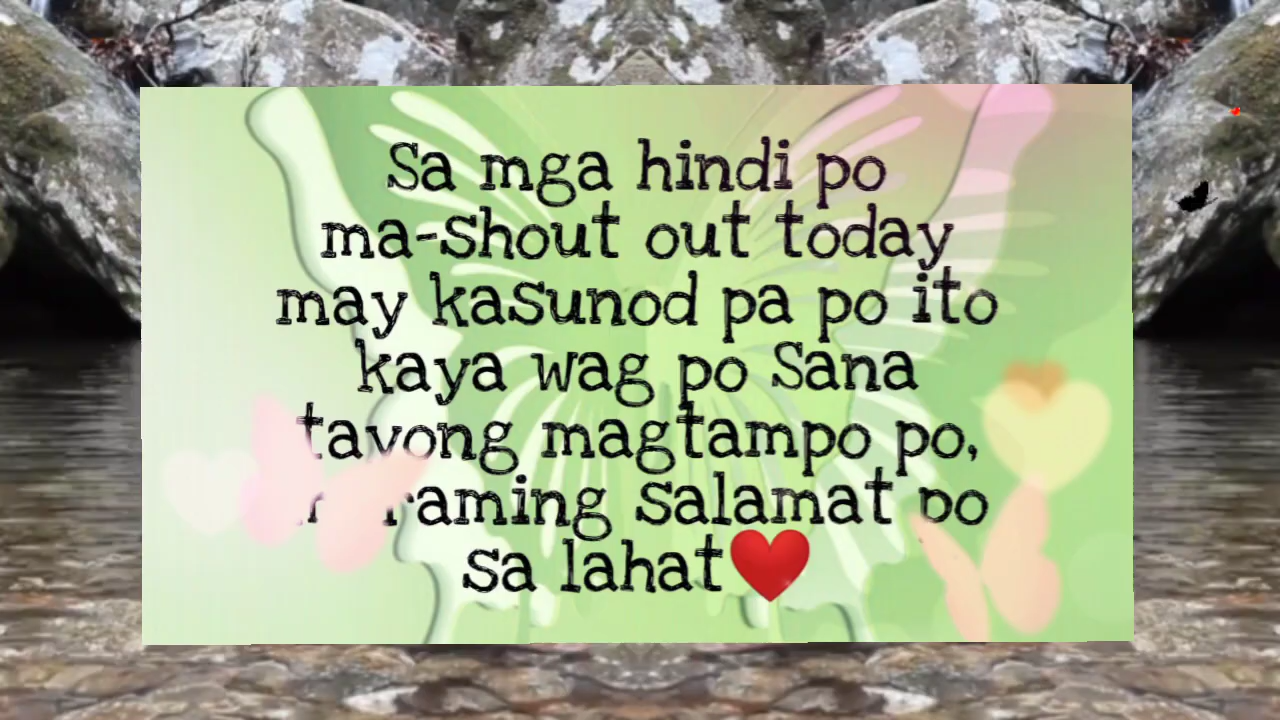 Sa mga hindi po
ma-shout out today
may kasunod pa po ito
kaya wag po Sana
tayong magtampo po,
salamat po
sa lahat❤️